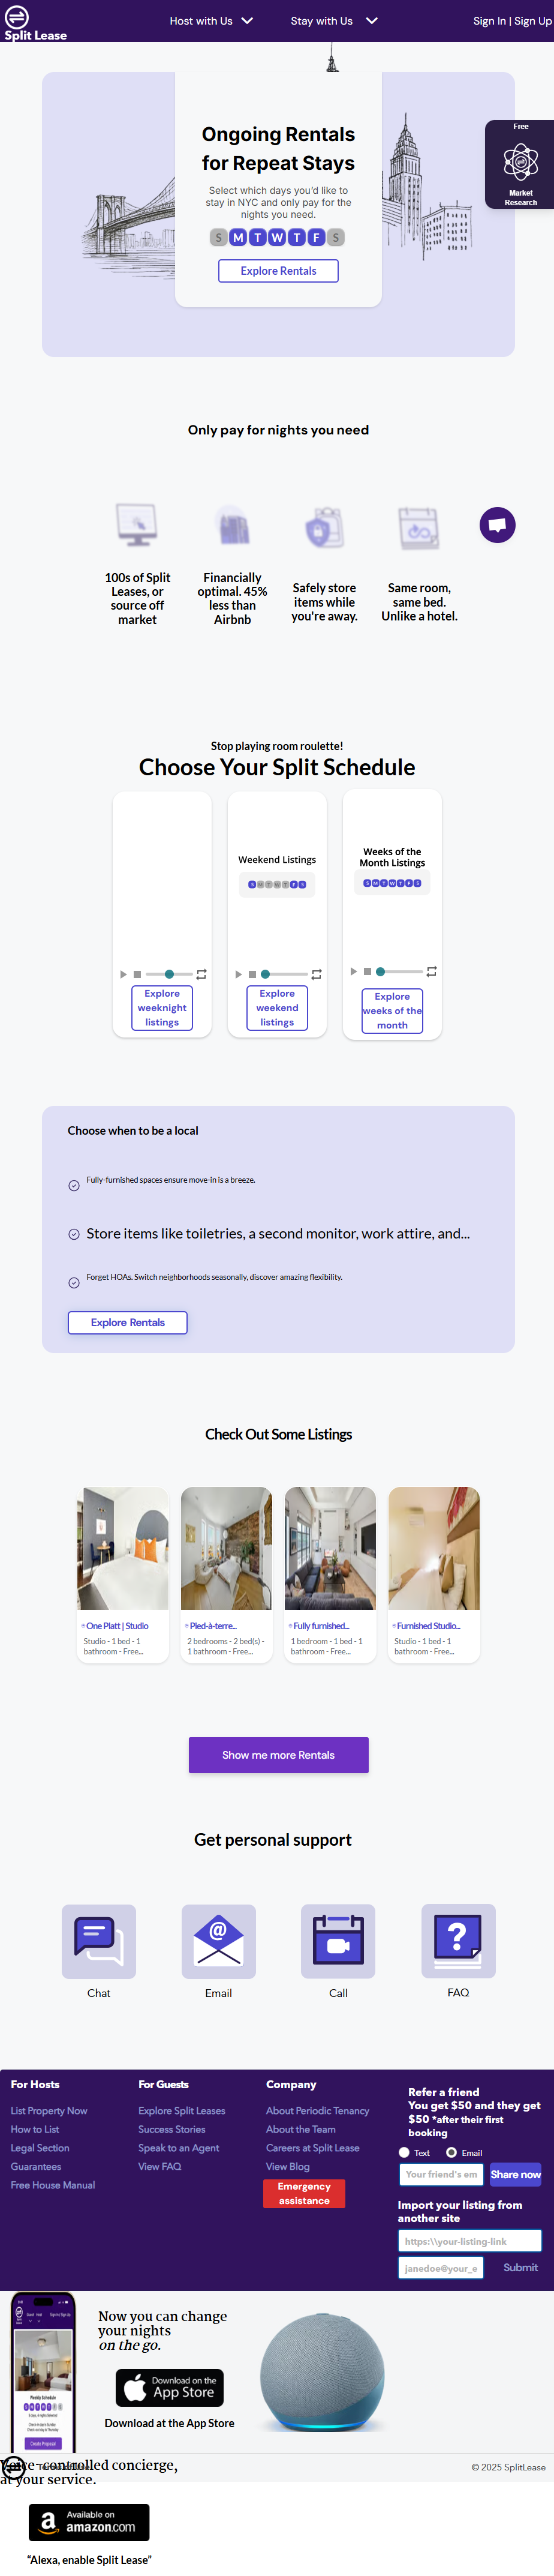 Split Lease
Host with Us
Stay with Us
Sign In | Sign Up
Ongoing Rentals
for Repeat Stays
Select which days you'd like to
stay in NYC and only pay for the
nights you need.
S M T W T F S
Explore Rentals
Free
Market
Research
Only pay for nights you need
100s of Split
Leases, or
source off
market
Financially
optimal. 45%
less than
Airbnb
Safely store
items while
you're away.
Same room,
same bed.
Unlike a hotel.
Stop playing room roulette!
Choose Your Split Schedule
Explore
weeknight
listings
Weekend Listings
S M T W T F S
Explore
weekend
listings
Weeks of the
Month Listings
S M T W T F S
Explore
weeks of the
month
Choose when to be a local
Fully-furnished spaces ensure move-in is a breeze.
Store items like toiletries, a second monitor, work attire, and...
Forget HOAs. Switch neighborhoods seasonally, discover amazing flexibility.
Explore Rentals
Check Out Some Listings
One Platt | Studio
Studio - 1 bed - 1
bathroom - Free...
Pied-à-terre...
2 bedrooms - 2 bed(s) -
1 bathroom - Free...
Fully furnished...
1 bedroom - 1 bed - 1
bathroom - Free...
Furnished Studio...
Studio - 1 bed - 1
bathroom - Free...
Show me more Rentals
Get personal support
Chat
Email
Call
FAQ
For Hosts
List Property Now
How to List
Legal Section
Guarantees
Free House Manual
For Guests
Explore Split Leases
Success Stories
Speak to an Agent
View FAQ
Company
About Periodic Tenancy
About the Team
Careers at Split Lease
View Blog
Emergency
assistance
Refer a friend
You get $50 and they get
$50 *after their first
booking
Text
Email
Your friend's em
Share now
Import your listing from
another site
https:\\your-listing-link
janedoe@your_e
Submit
Now you can change
your nights
on the go.
Download on the
App Store
Download at the App Store
Create Proposal
© 2025 SplitLease
Voice-controlled concierge,
at your service.
Available on
amazon.com
“Alexa, enable Split Lease”